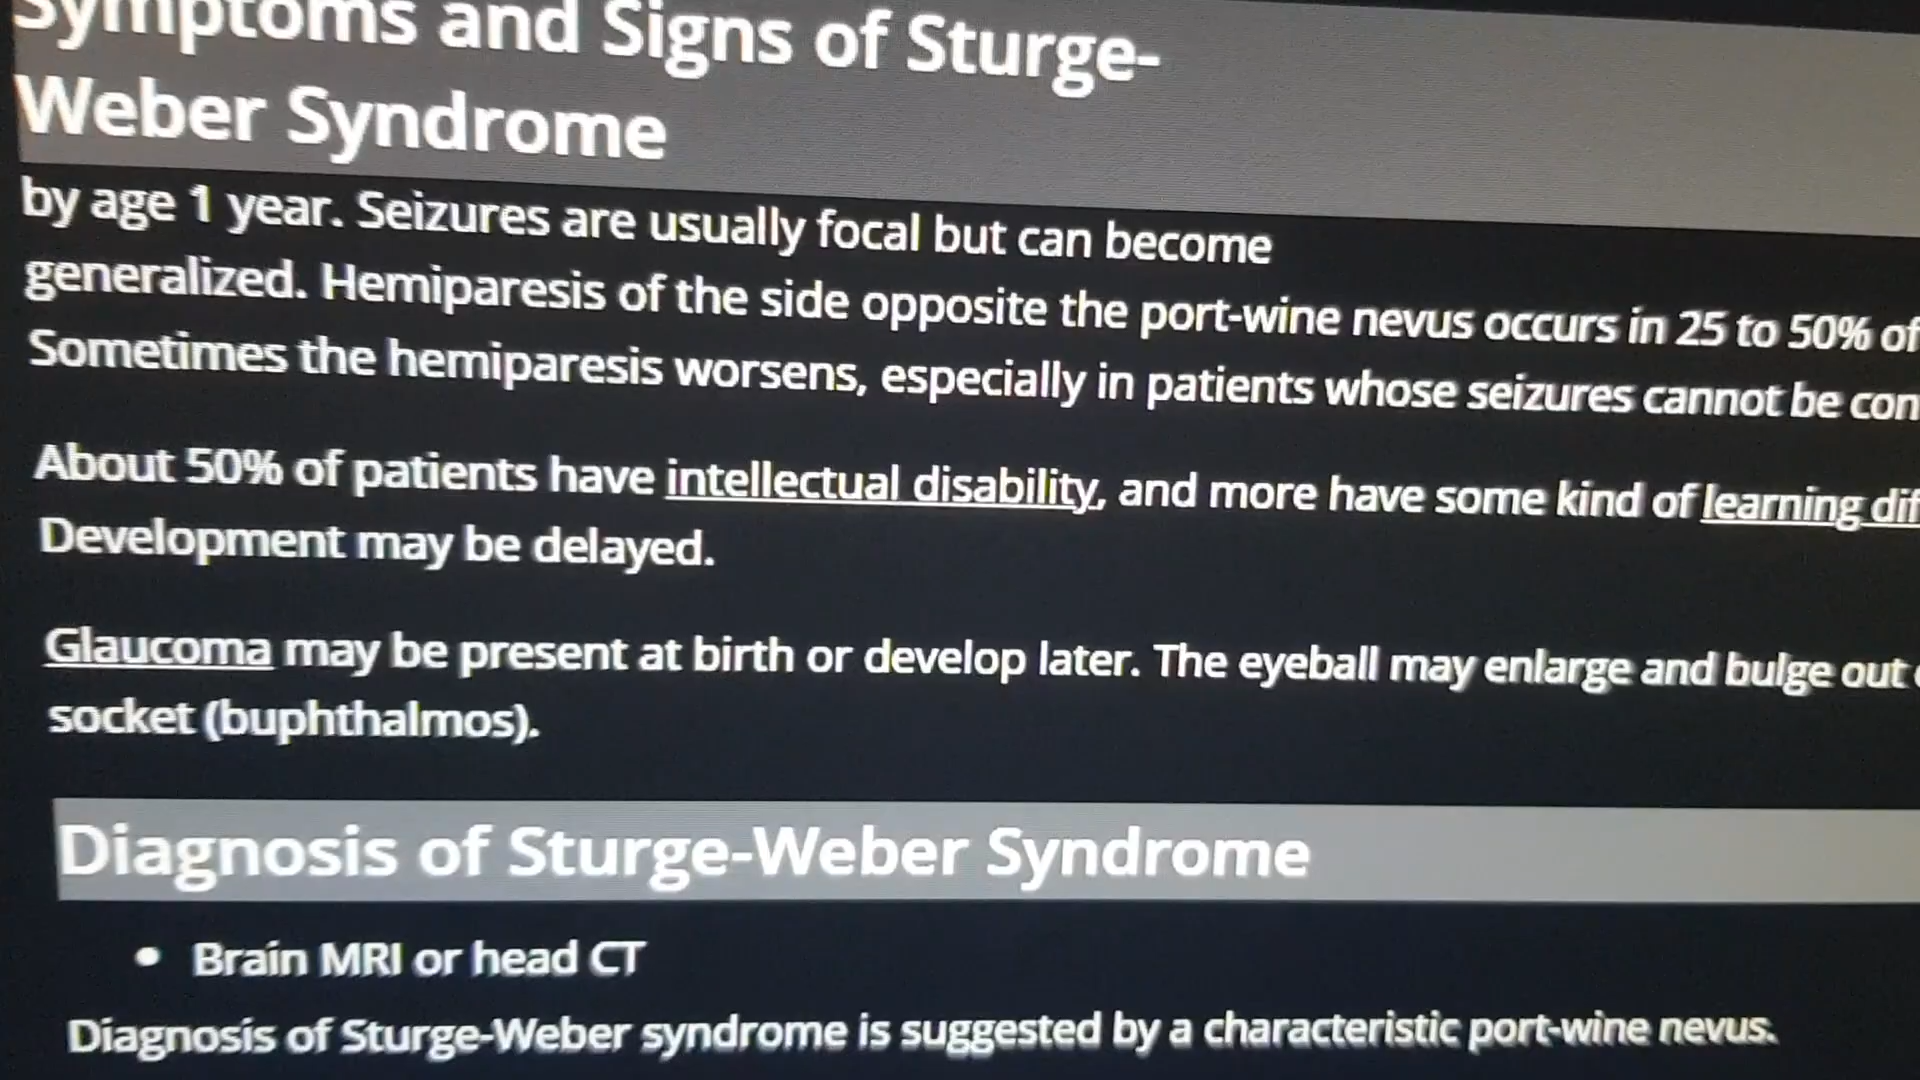 Symptoms and Signs of Sturge-
Weber Syndrome
by age 1 year. Seizures are usually focal but can become
generalized. Hemiparesis of the side opposite the port-wine nevus occurs in 25 to 50% of
Sometimes the hemiparesis worsens, especially in patients whose seizures cannot be con
About 50% of patients have intellectual disability, and more have some kind of learning dif
Development may be delayed.
Glaucoma may be present at birth or develop later. The eyeball may enlarge and bulge out
socket (buphthalmos).
Diagnosis of Sturge-Weber Syndrome
• Brain MRI or head CT
Diagnosis of Sturge-Weber syndrome is suggested by a characteristic port-wine nevus.